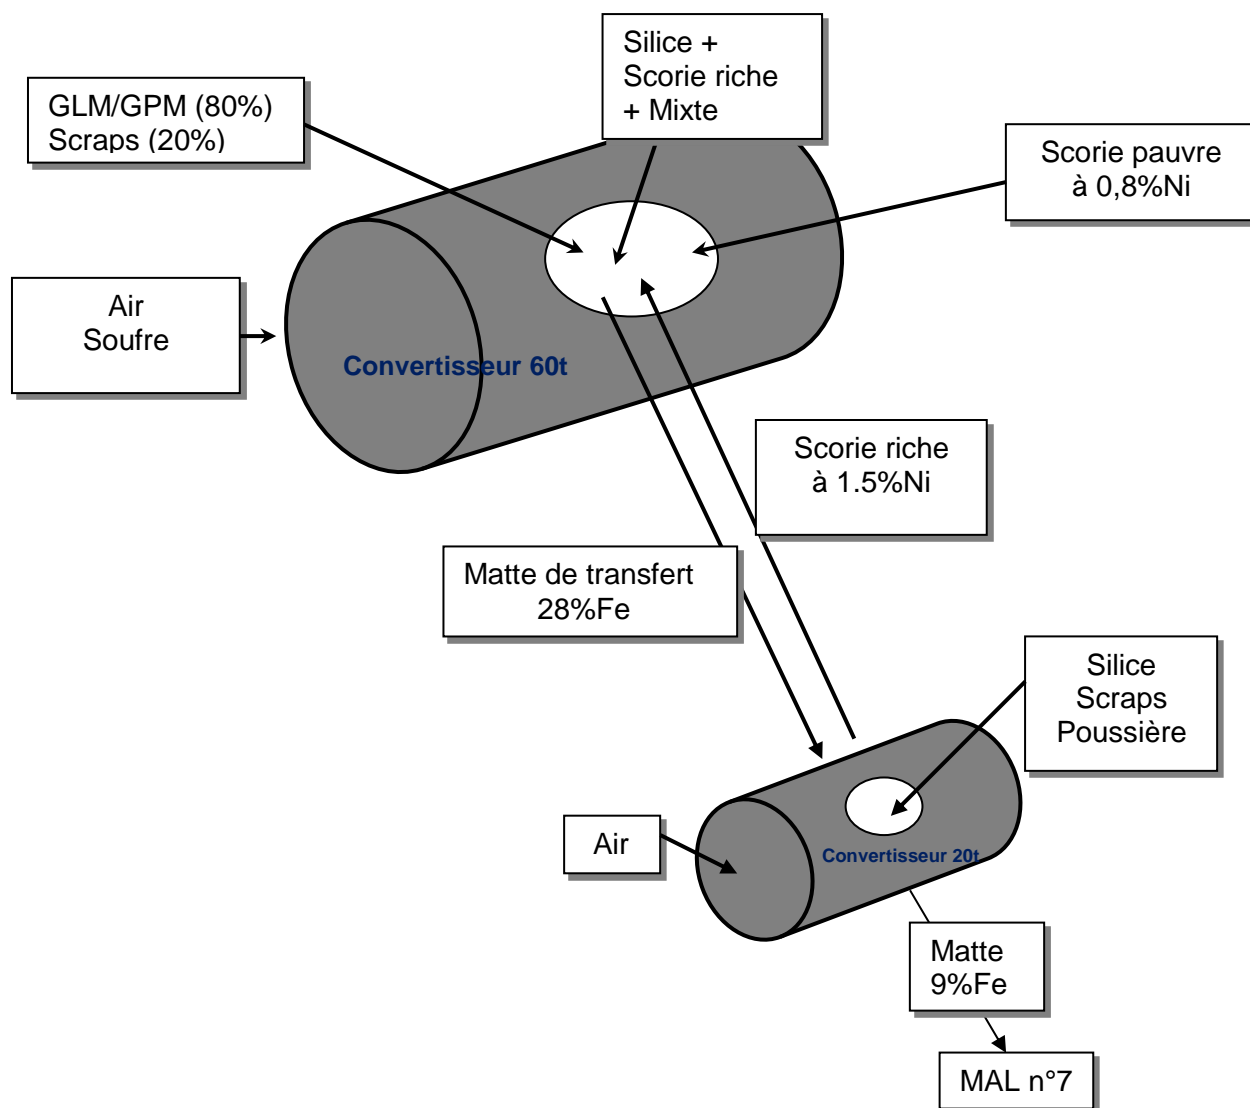 Silice +
Scorie riche
+ Mixte
GLM/GPM (80%)
Scraps (20%)
Scorie pauvre
à 0,8%Ni
Air
Soufre
Convertisseur 60t
Scorie riche
à 1.5%Ni
Matte de transfert
28%Fe
Silice
Scraps
Poussière
Air
Convertisseur 20t
Matte
9%Fe
MAL n°7